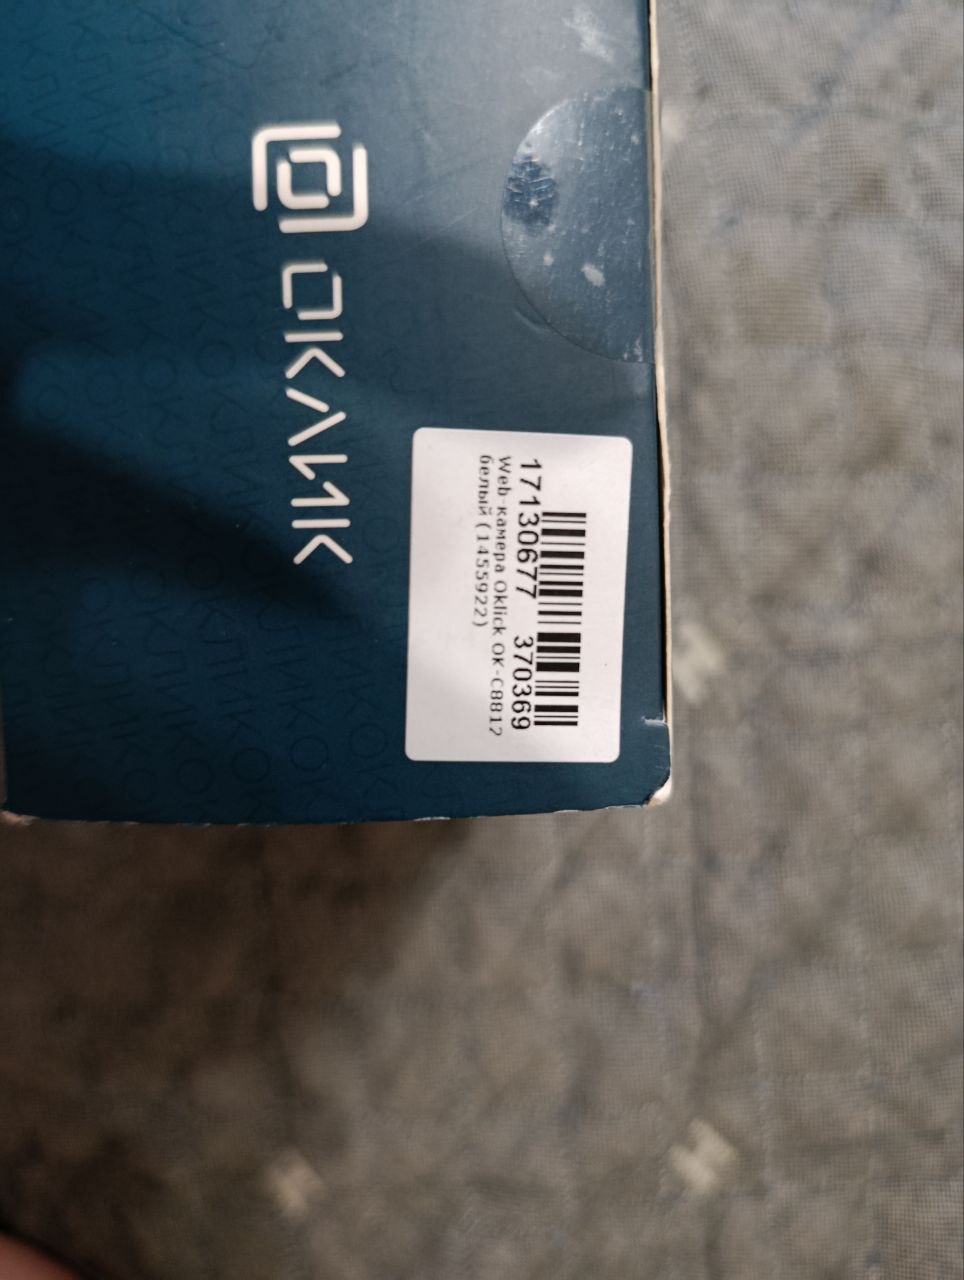 ОКЛИК
17130677 370369
Web-камера Oklick OK-C8812
белый (1455922)